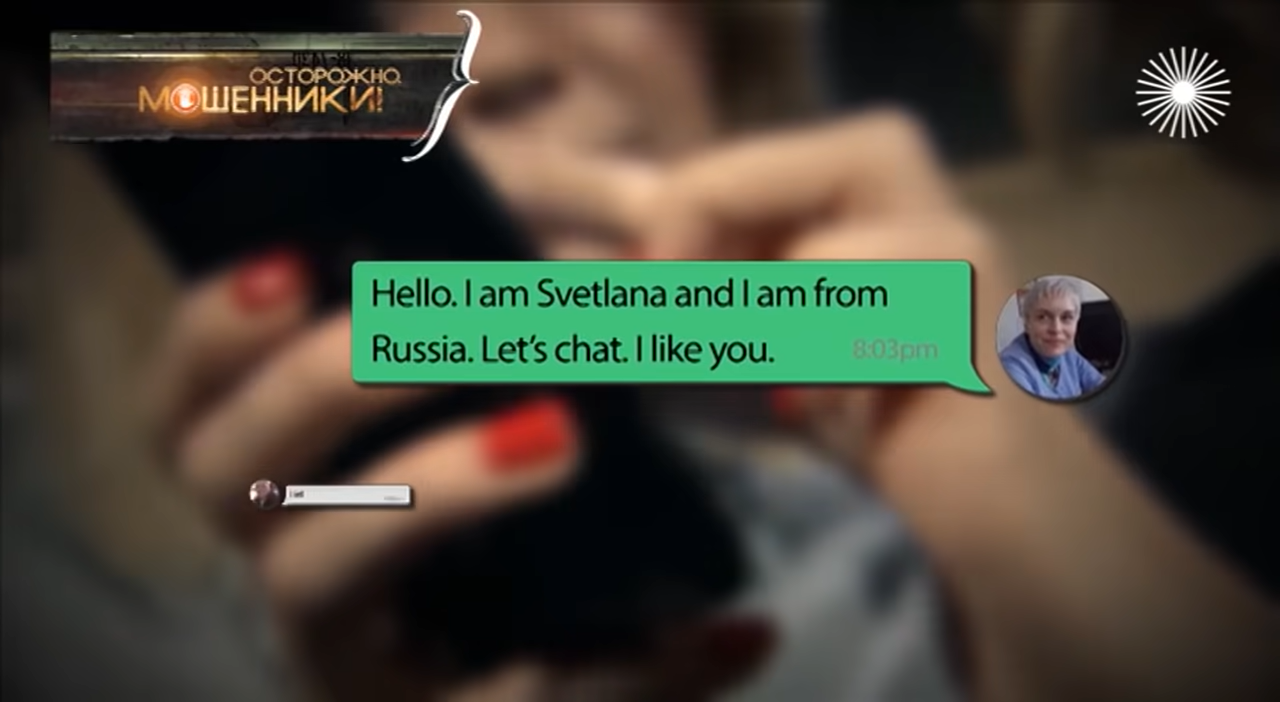 ОСТОРОЖНО,
МОШЕННИКИ!
Hello. I am Svetlana and I am from
Russia. Let's chat. I like you.
8:03pm